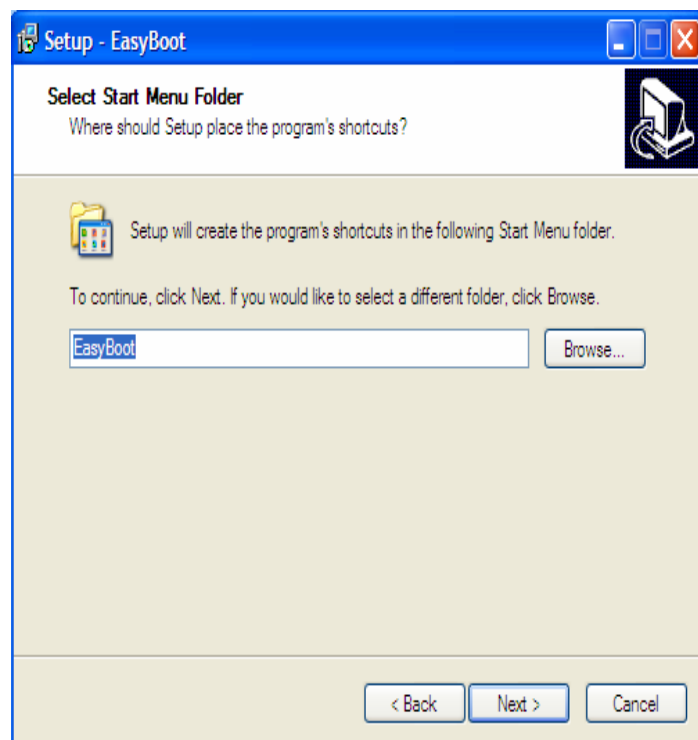 Setup - EasyBoot
Select Start Menu Folder
Where should Setup place the program's shortcuts?
Setup will create the program's shortcuts in the following Start Menu folder.
To continue, click Next. If you would like to select a different folder, click Browse.
EasyBoot
Browse...
< Back
Next >
Cancel